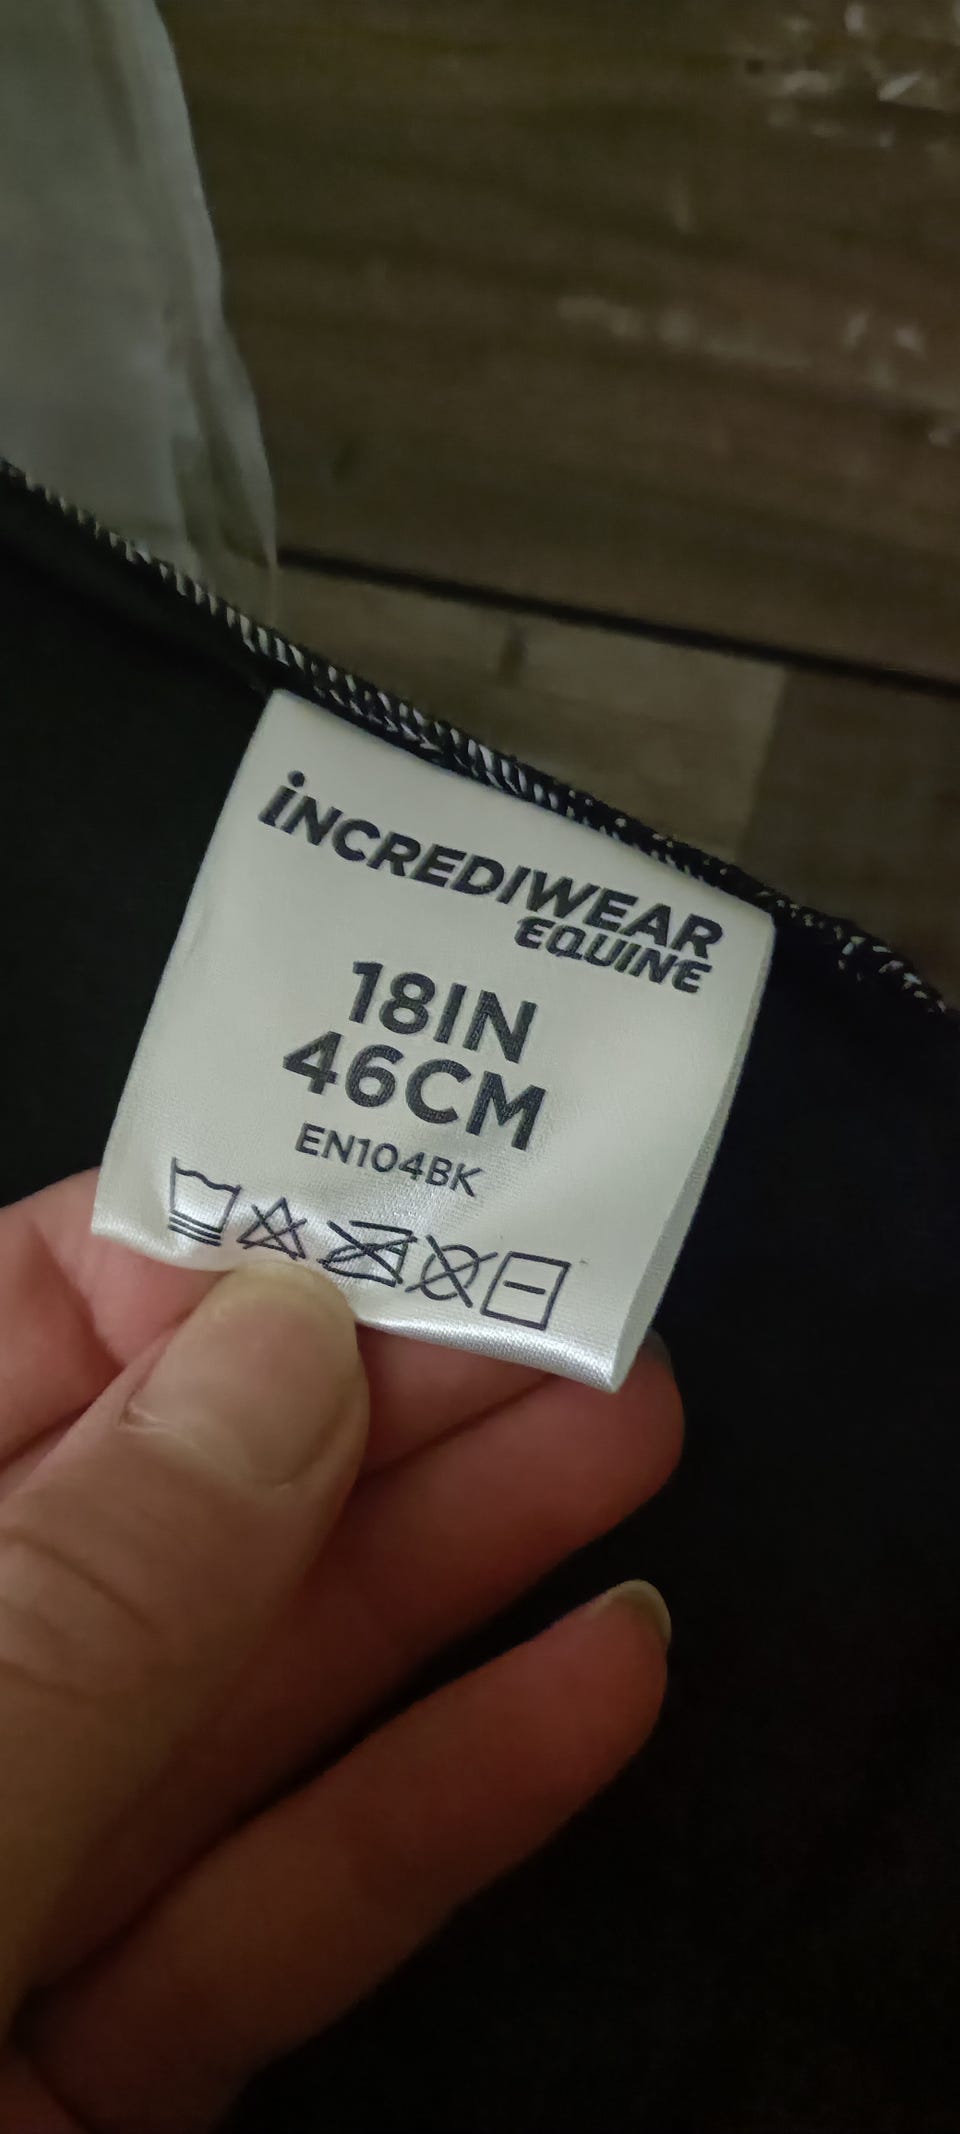 iNCREDIWEAR
EQUINE
18IN
46CM
EN104BK